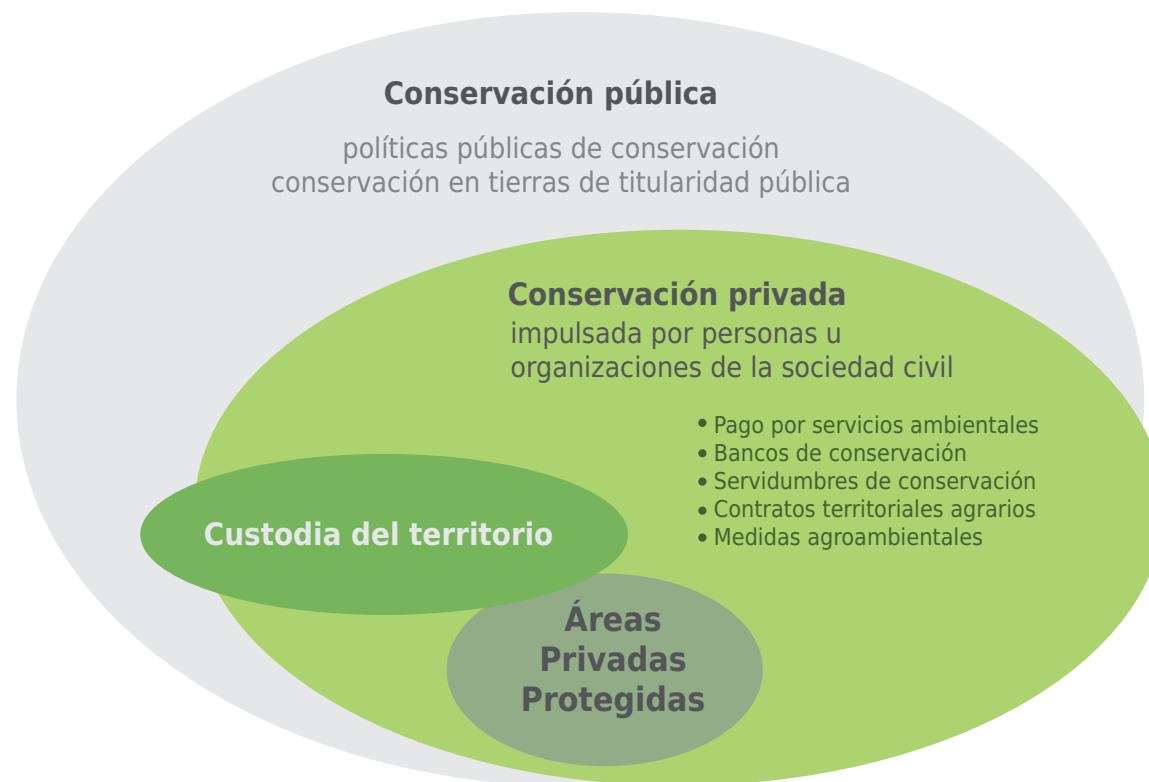 Conservación pública
políticas públicas de conservación
conservación en tierras de titularidad pública
Conservación privada
impulsada por personas u
organizaciones de la sociedad civil
• Pago por servicios ambientales
• Bancos de conservación
• Servidumbres de conservación
• Contratos territoriales agrarios
• Medidas agroambientales
Custodia del territorio
Áreas
Privadas
Protegidas